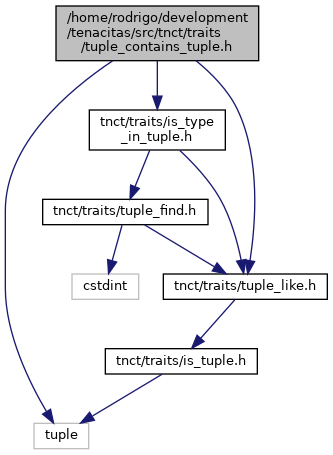 /home/rodrigo/development
/tenacitas/src/tnct/traits
/tuple_contains_tuple.h
tnct/traits/is_type
_in_tuple.h
tnct/traits/tuple_find.h
cstdint
tnct/traits/tuple_like.h
tnct/traits/is_tuple.h
tuple